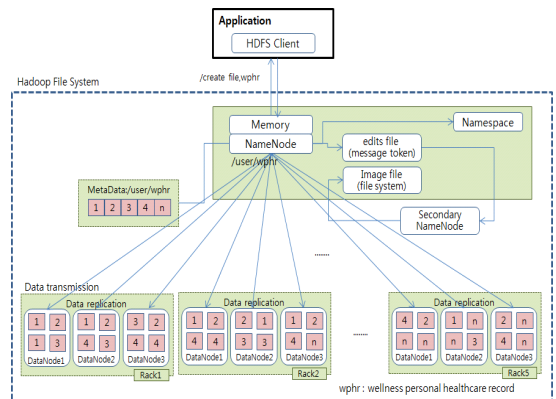 Application
HDFS Client
/create file,wphr
Hadoop File System
Memory
NameNode
/user/wphr
Namespace
edits file
(message token)
Image file
(file system)
Secondary
NameNode
MetaData:/user/wphr
1 2 3 4 n
........
Data transmission
Data replication
1 2 1 2 3 2
1 3 4 3 4 4
DataNode1 DataNode2 DataNode3
Rack1
Data replication
1 2 2 1 1 2
4 4 3 3 4 4
DataNode1 DataNode2 DataNode3
Rack2
........
Data replication
4 2 1 n 2 n
n n n 3 4 n
DataNode1 DataNode2 DataNode3
Rack5
wphr : wellness personal healthcare record